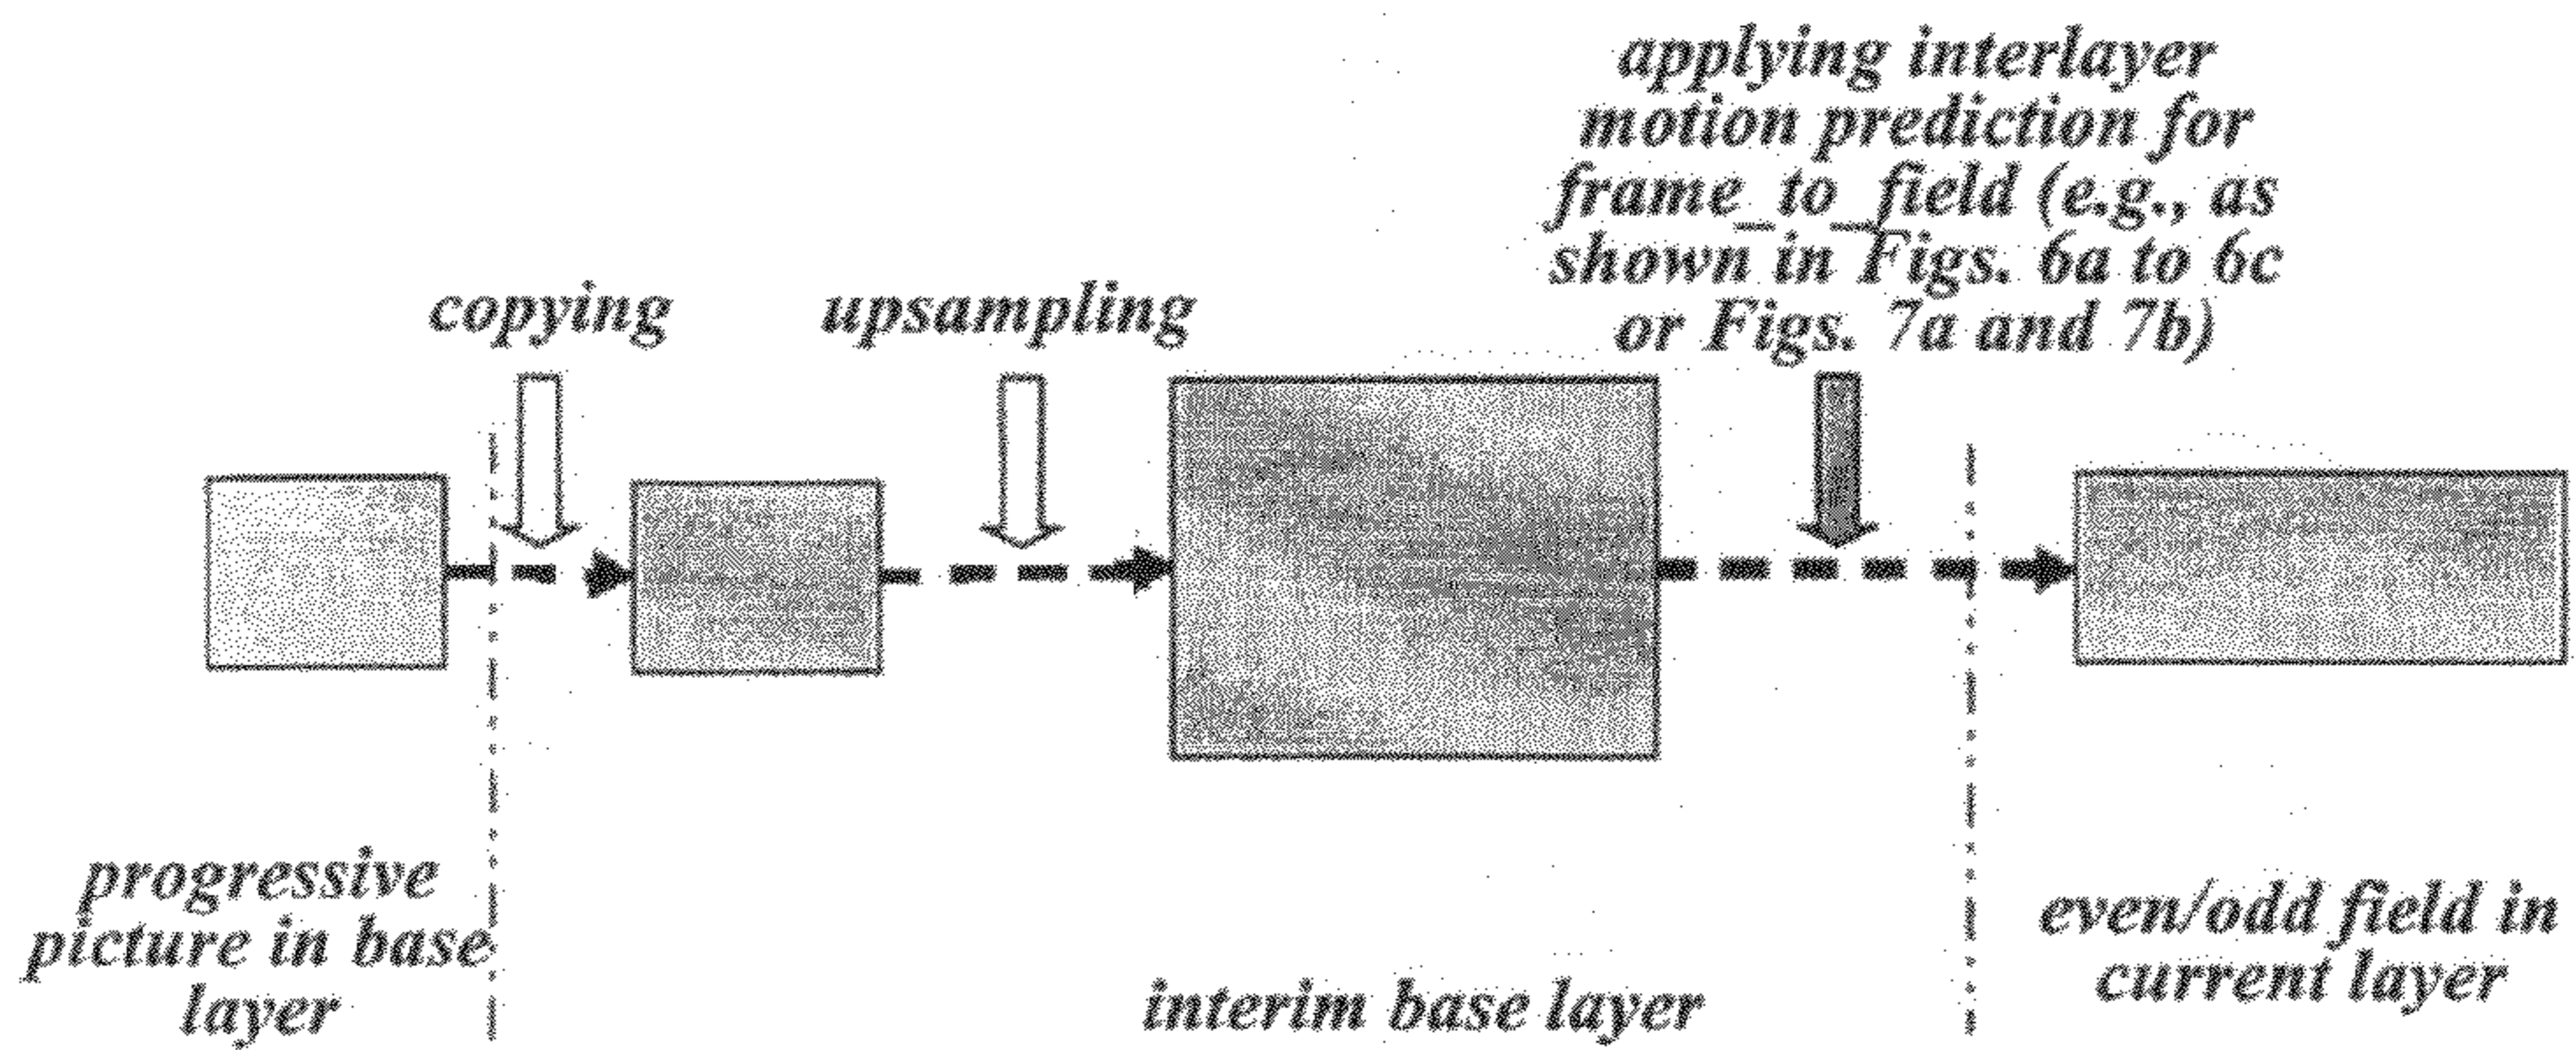 applying interlayer
motion prediction for
frame_to_field (e.g., as
shown in Figs. 6a to 6c
or Figs. 7a and 7b)
copying
upsampling
progressive
picture in base
layer
interim base layer
even/odd field in
current layer